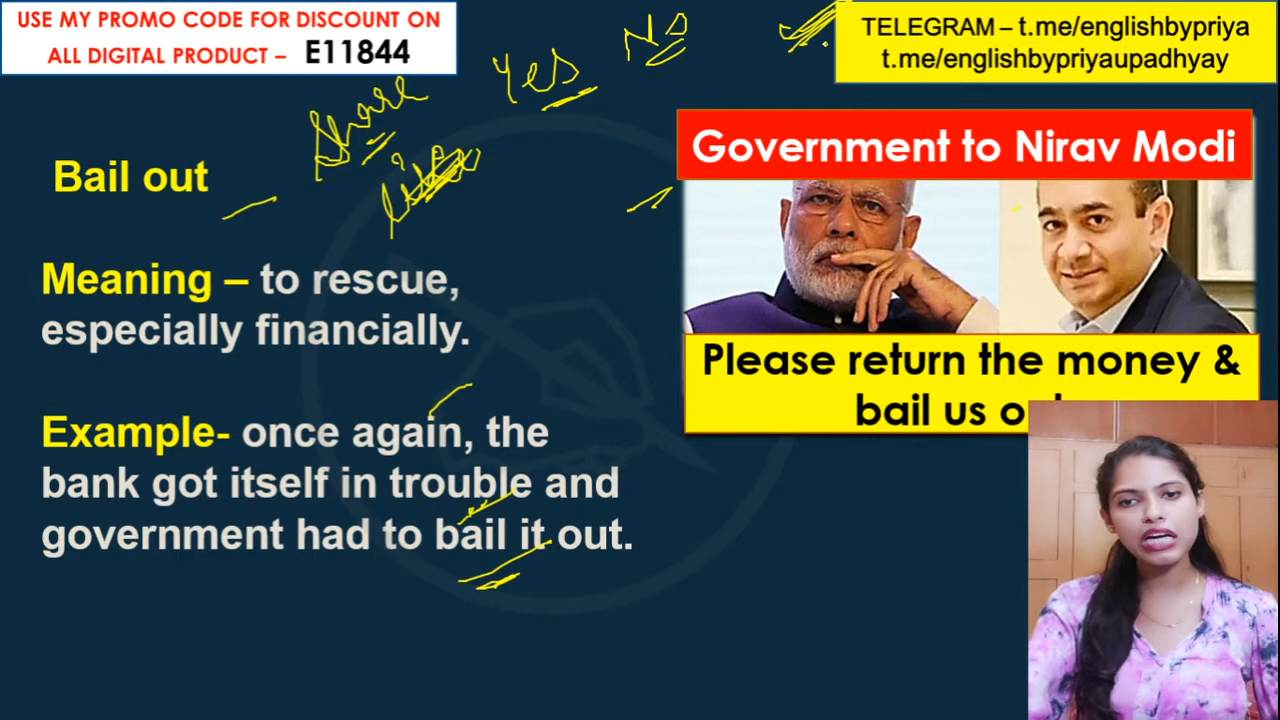 USE MY PROMO CODE FOR DISCOUNT ON
ALL DIGITAL PRODUCT – E11844
Share
Yes
No
TELEGRAM – t.me/englishbypriya
t.me/englishbypriyaupadhyay
Bail out
Meaning – to rescue,
especially financially.
Example- once again, the
bank got itself in trouble and
government had to bail it out.
Government to Nirav Modi
Please return the money &
bail us